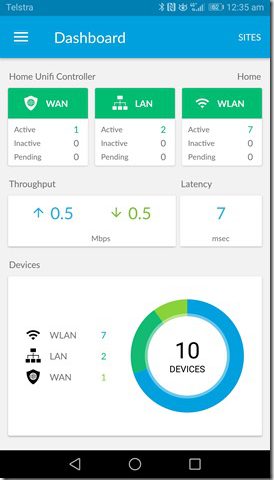 Telstra 12:35 am
Dashboard SITES
Home Unifi Controller Home
WAN LAN WLAN
Active 1 Active 2 Active 7
Inactive 0 Inactive 0 Inactive 0
Pending 0 Pending 0 Pending 0
Throughput Latency
0.5 0.5 7
Mbps msec
Devices
WLAN 7
LAN 2
WAN 1
10
DEVICES